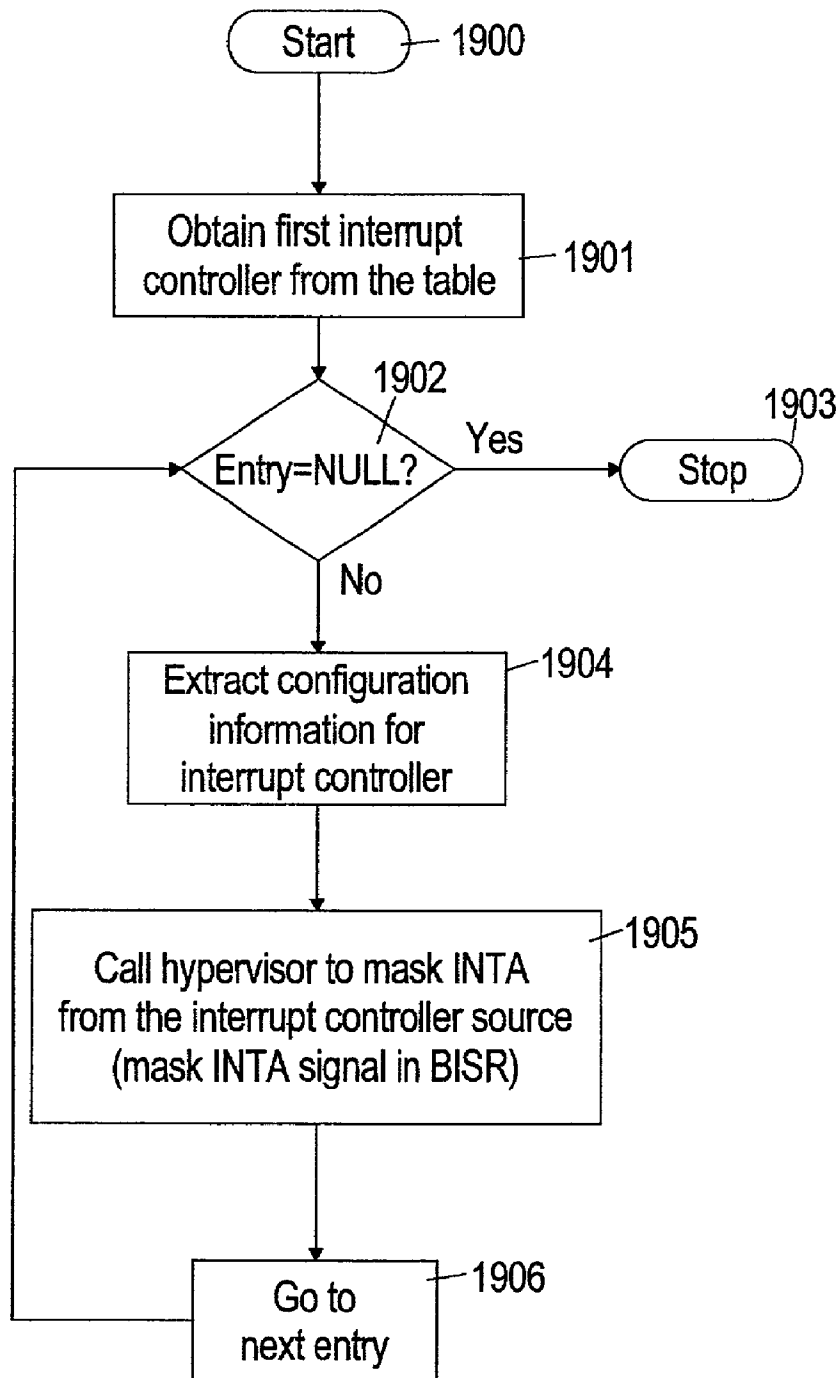 Start
1900
Obtain first interrupt
controller from the table
1901
1902
Entry=NULL?
Yes
1903
Stop
No
Extract configuration
information for
interrupt controller
1904
Call hypervisor to mask INTA
from the interrupt controller source
(mask INTA signal in BISR)
1905
Go to
next entry
1906